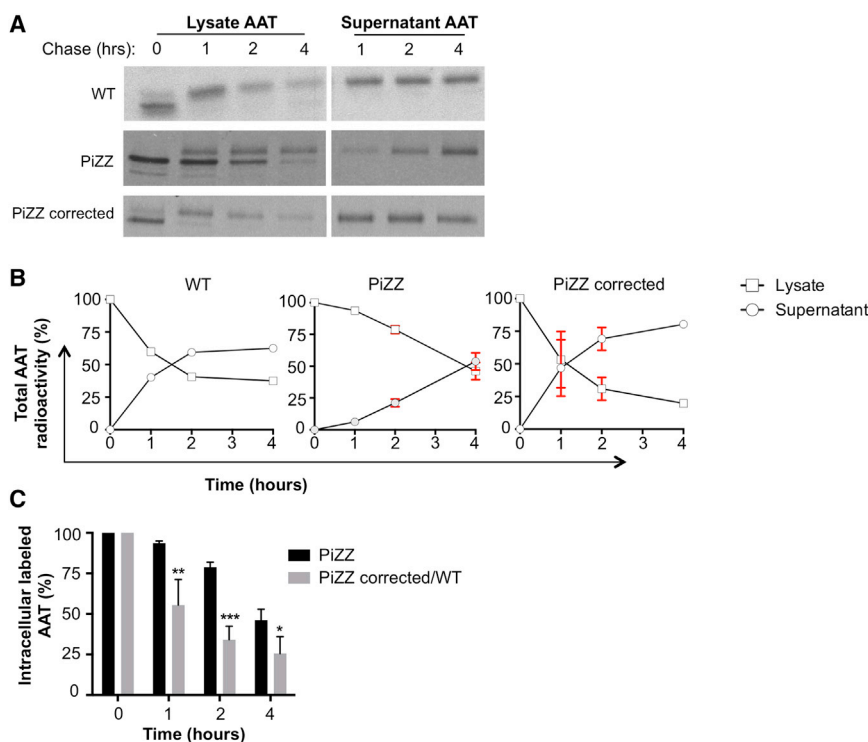 A
Lysate AAT Supernatant AAT
Chase (hrs): 0 1 2 4 1 2 4
WT
PiZZ
PiZZ corrected
B
WT PiZZ PiZZ corrected
Lysate
Supernatant
Total AAT
radioactivity (%)
100 100 100
75 75 75
50 50 50
25 25 25
0 0 0
0 1 2 3 4 0 1 2 3 4 0 1 2 3 4
Time (hours)
C
Intracellular labeled
AAT (%)
100
75
50
25
0
** *** *
PiZZ
PiZZ corrected/WT
0 1 2 4
Time (hours)